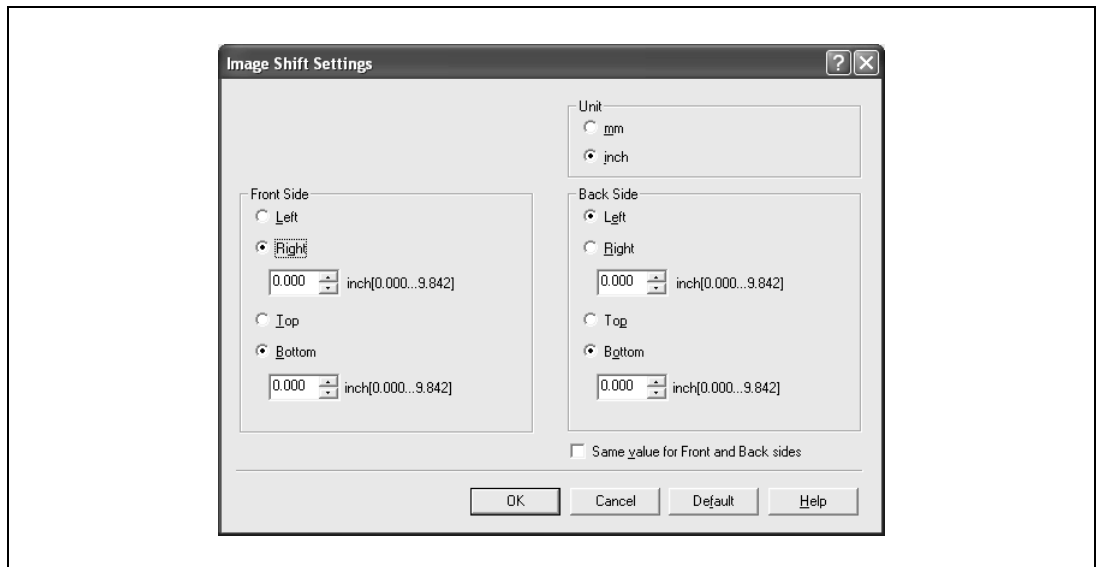 Image Shift Settings
Unit
mm
inch
Front Side
Left
Right
0.000 inch[0.000...9.842]
Top
Bottom
0.000 inch[0.000...9.842]
Back Side
Left
Right
0.000 inch[0.000...9.842]
Top
Bottom
0.000 inch[0.000...9.842]
Same value for Front and Back sides
OK Cancel Default Help